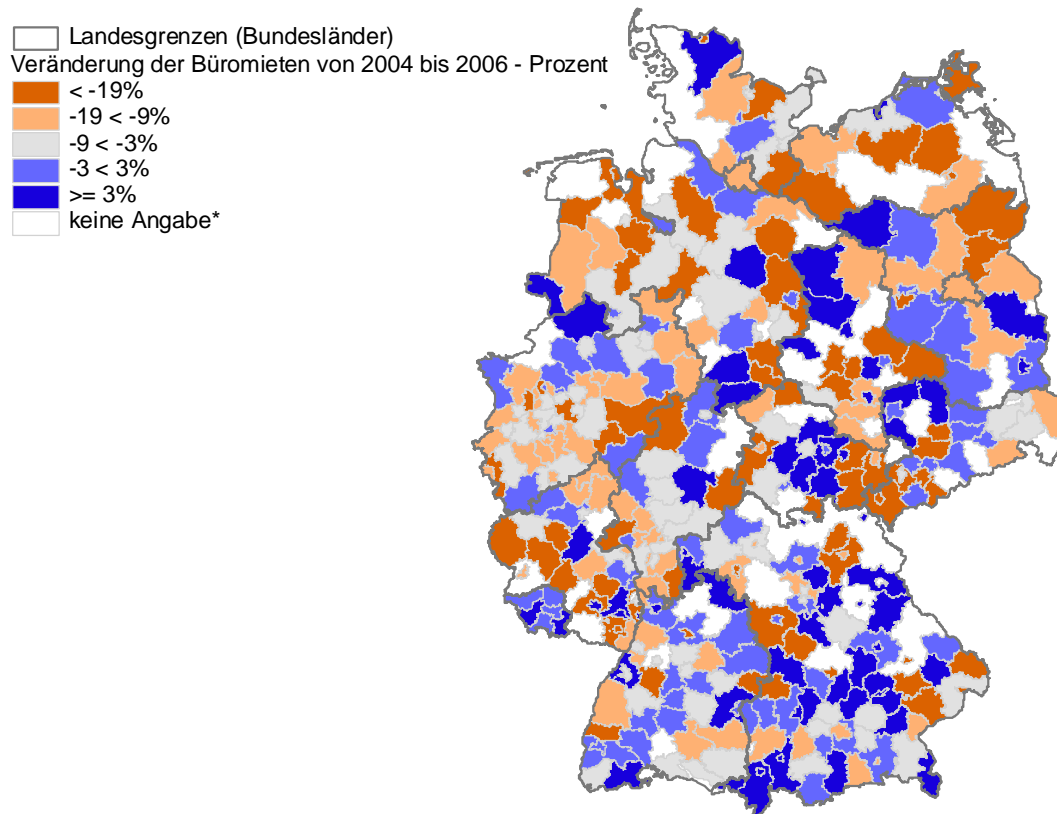 Landesgrenzen (Bundesländer)
Veränderung der Büromieten von 2004 bis 2006 - Prozent
< -19%
-19 < -9%
-9 < -3%
-3 < 3%
>= 3%
keine Angabe*